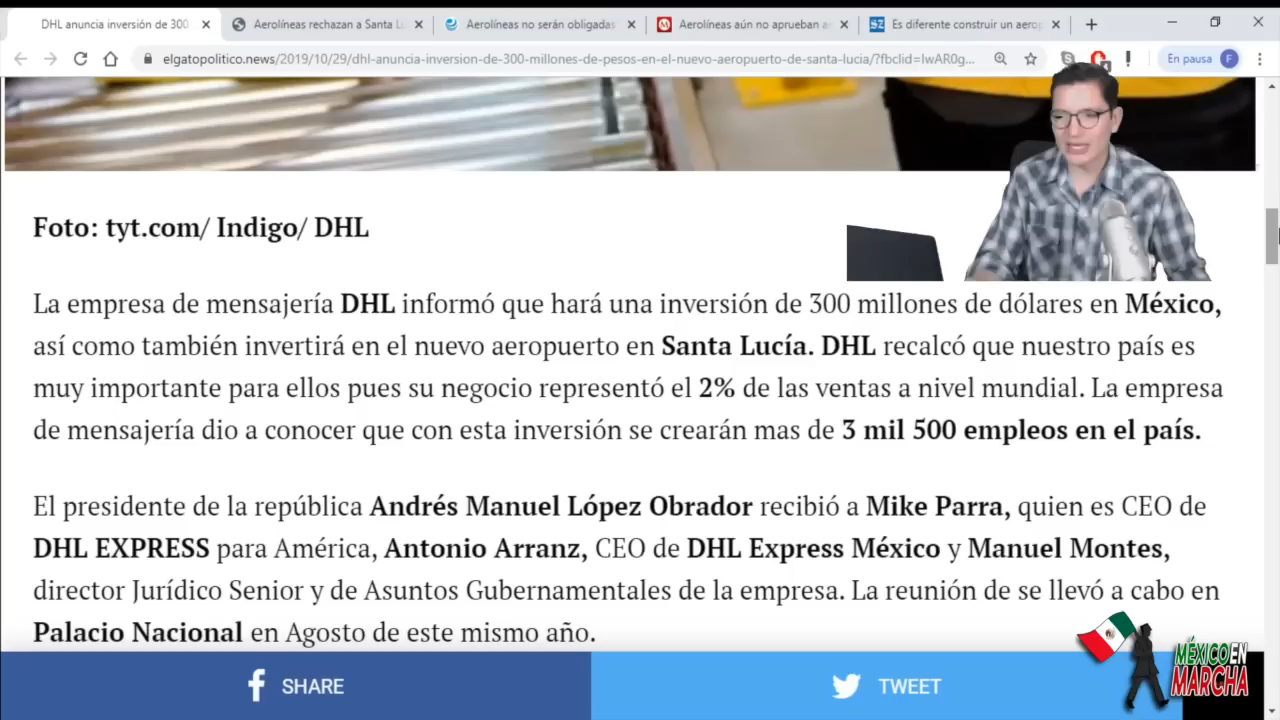 DHL anuncia inversión de 300
Aerolíneas rechazan a Santa Lu
Aerolíneas no serán obligadas
Aerolíneas aún no aprueban a
Es diferente construir un aerop
elgatopolitico.news/2019/10/29/dhl-anuncia-inversion-de-300-millones-de-pesos-en-el-nuevo-aeropuerto-de-santa-lucia/?fbclid=IwAR0g...
En pausa
F
Foto: tyt.com/ Indigo/ DHL
La empresa de mensajería DHL informó que hará una inversión de 300 millones de dólares en México,
así como también invertirá en el nuevo aeropuerto en Santa Lucía. DHL recalcó que nuestro país es
muy importante para ellos pues su negocio representó el 2% de las ventas a nivel mundial. La empresa
de mensajería dio a conocer que con esta inversión se crearán mas de 3 mil 500 empleos en el país.
El presidente de la república Andrés Manuel López Obrador recibió a Mike Parra, quien es CEO de
DHL EXPRESS para América, Antonio Arranz, CEO de DHL Express México y Manuel Montes,
director Jurídico Senior y de Asuntos Gubernamentales de la empresa. La reunión de se llevó a cabo en
Palacio Nacional en Agosto de este mismo año.
SHARE
TWEET
MÉXICO EN
MARCHA